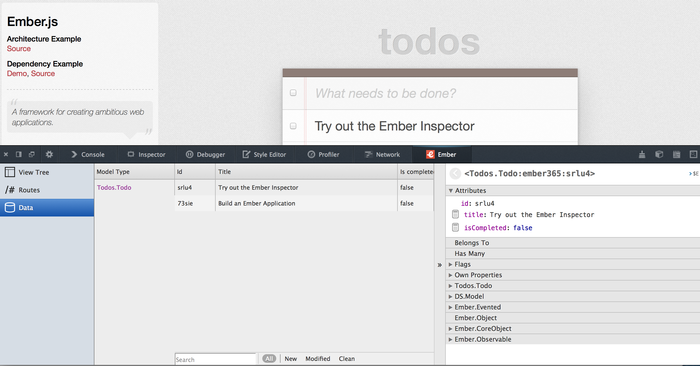 Ember.js
Architecture Example
Source
Dependency Example
Demo, Source
A framework for creating ambitious web
applications.
todos
What needs to be done?
Try out the Ember Inspector
Console
Inspector
Debugger
Style Editor
Profiler
Network
Ember
View Tree
/# Routes
Data
Model Type
Id
Title
Is complete
Todos.Todo
srlu4
Try out the Ember Inspector
false
73sie
Build an Ember Application
false
Search
All
New
Modified
Clean
<Todos.Todo:ember365:srlu4>
›$E
Attributes
id: srlu4
title: Try out the Ember Inspector
isCompleted: false
Belongs To
Has Many
Flags
Own Properties
Todos.Todo
DS.Model
Ember.Evented
Ember.Object
Ember.CoreObject
Ember.Observable